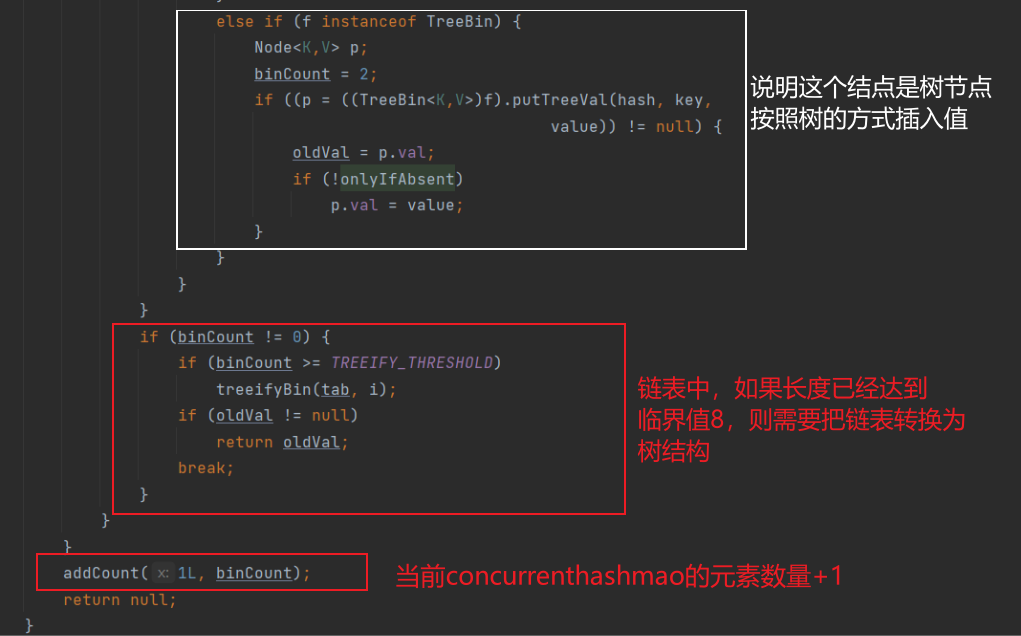 }
else if (f instanceof TreeBin) {
Node<K,V> p;
binCount = 2;
if ((p = ((TreeBin<K,V>)f).putTreeVal(hash, key,
value)) != null) {
oldVal = p.val;
if (!onlyIfAbsent)
p.val = value;
}
}
}
}
说明这个结点是树节点
按照树的方式插入值
if (binCount != 0) {
if (binCount >= TREEIFY_THRESHOLD)
treeifyBin(tab, i);
if (oldVal != null)
return oldVal;
break;
}
链表中，如果长度已经达到
临界值8，则需要把链表转换为
树结构
}
}
addCount( x: 1L, binCount);
当前concurrenthashmao的元素数量+1
return null;
}